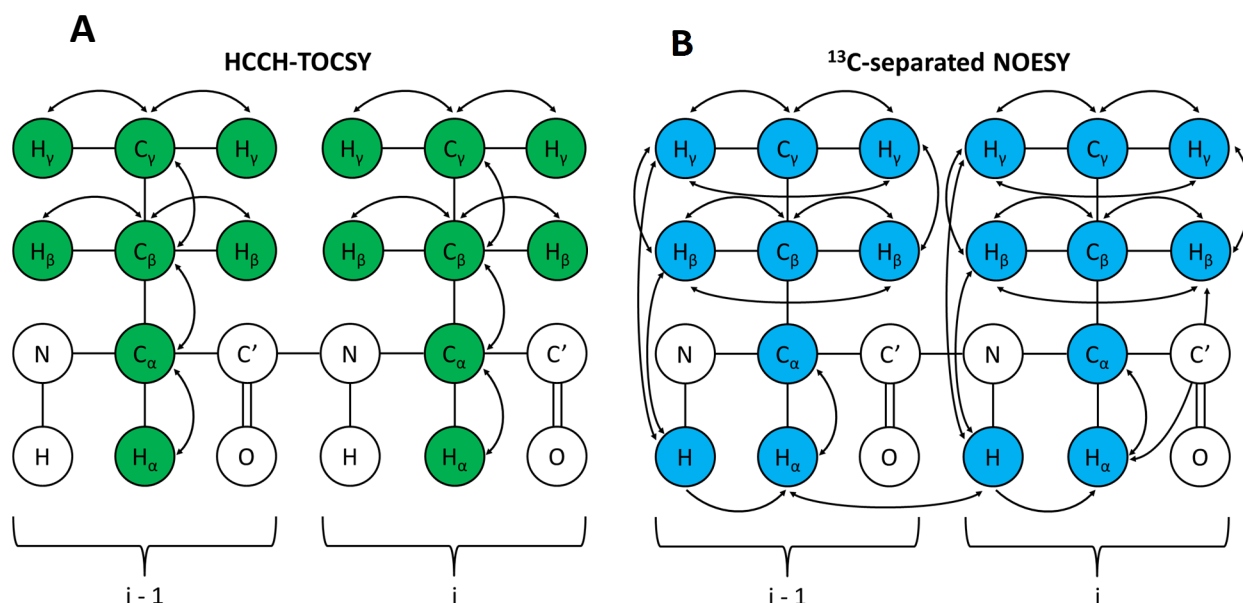 A
B
HCCH-TOCSY
¹³C-separated NOESY
Hγ Cγ Hγ Hγ Cγ Hγ Hγ Cγ Hγ Hγ Cγ Hγ
Hβ Cβ Hβ Hβ Cβ Hβ Hβ Cβ Hβ Hβ Cβ Hβ
N Cα C' N Cα C' N Cα C' N Cα C'
H Hα O H Hα O H Hα O H Hα O
i - 1 i i - 1 i